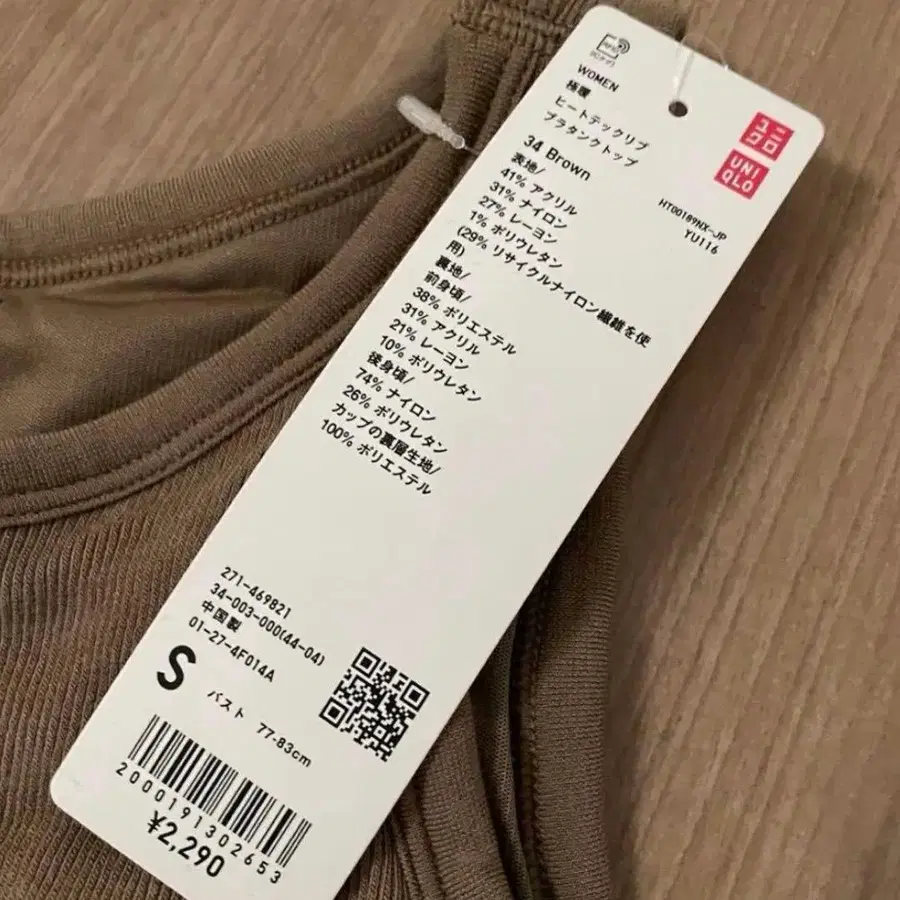 RFID
WOMEN
極暖
ヒートテックリブ
ブラタンクトップ
34 Brown
ユニ
クロ
UNI
QLO
HT00189NX-JP
YU116
表地/
41% アクリル
31% ナイロン
27% レーヨン
1% ポリウレタン
(29% リサイクルナイロン繊維を使
用)
裏地/
前身頃/
38% ポリエステル
31% アクリル
21% レーヨン
10% ポリウレタン
後身頃/
74% ナイロン
26% ポリウレタン
カップの裏層生地/
100% ポリエステル
271-469821
34-003-000(44-04)
中国製
01-27-4F014A
S
バスト 77-83cm
2000191302653
¥2,290